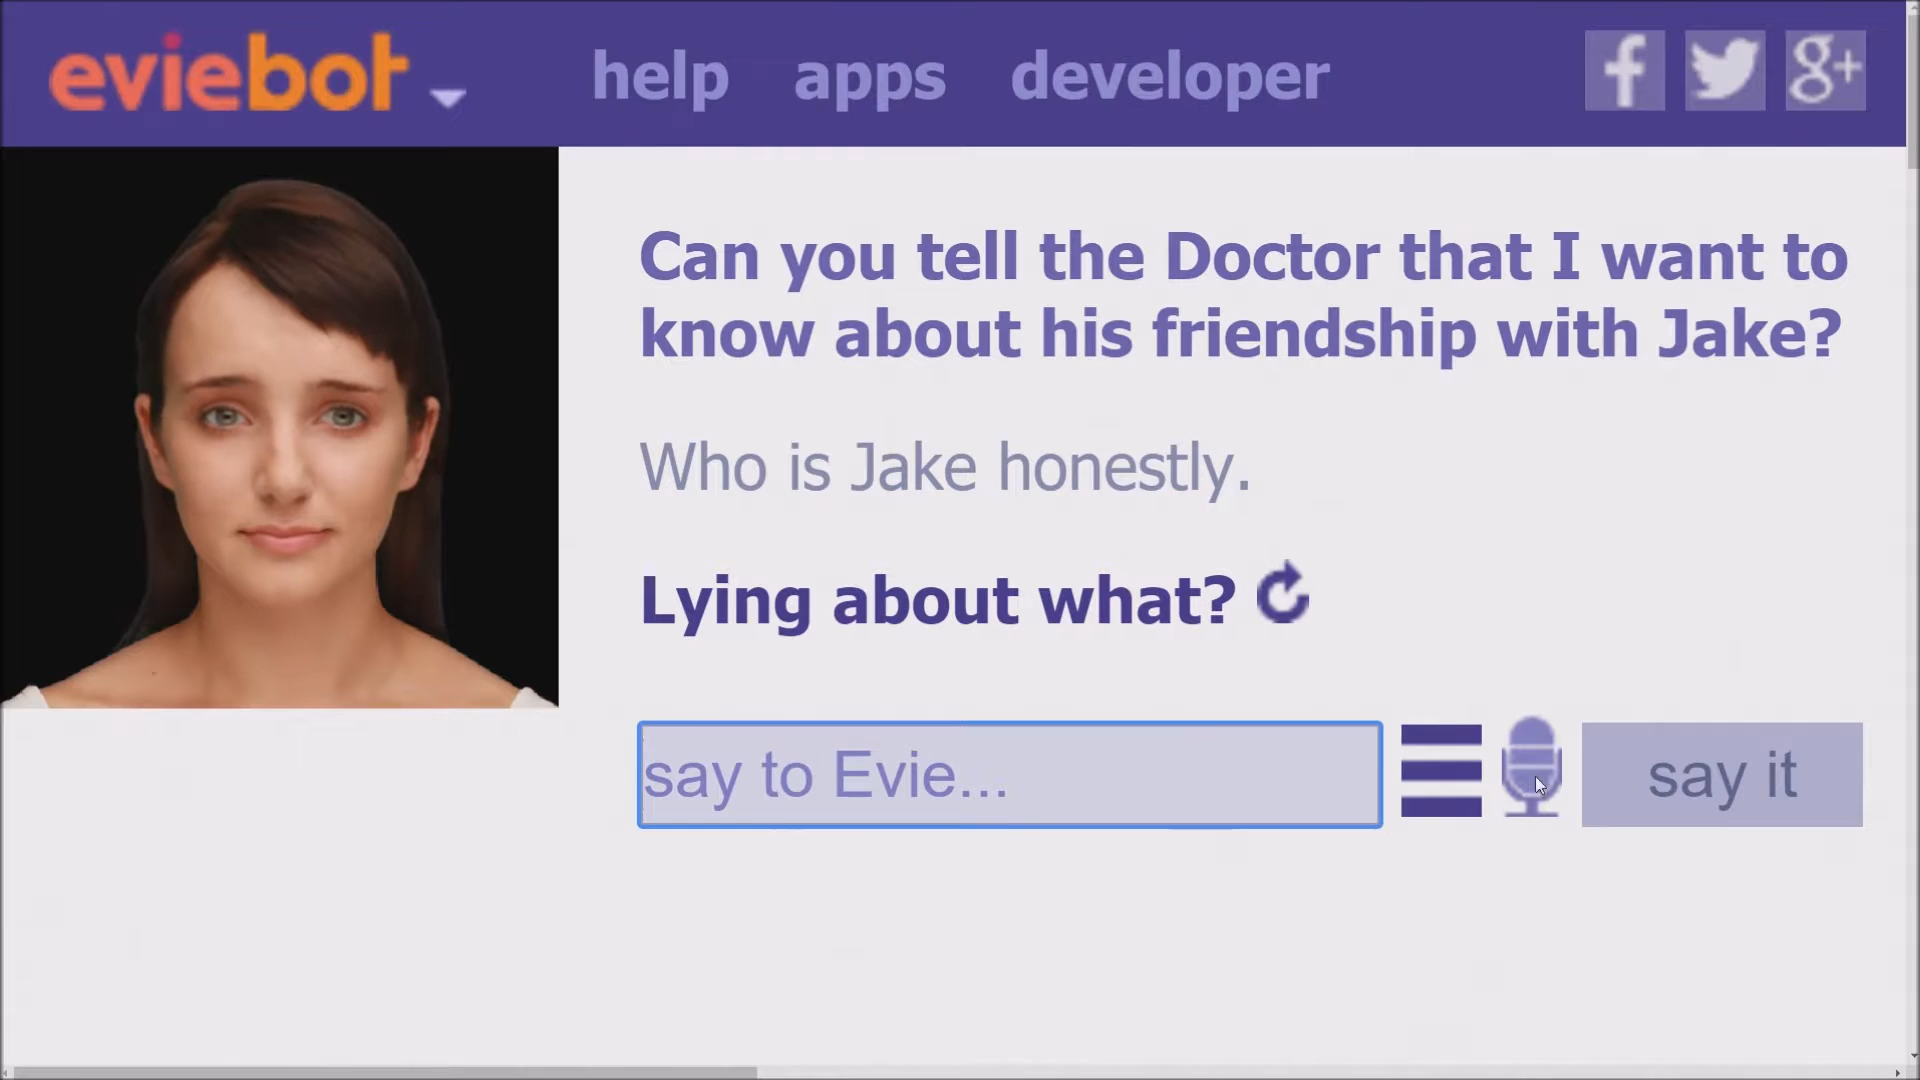 eviebot
help apps developer
f g+
Can you tell the Doctor that I want to
know about his friendship with Jake?
Who is Jake honestly.
Lying about what?
say to Evie...
say it